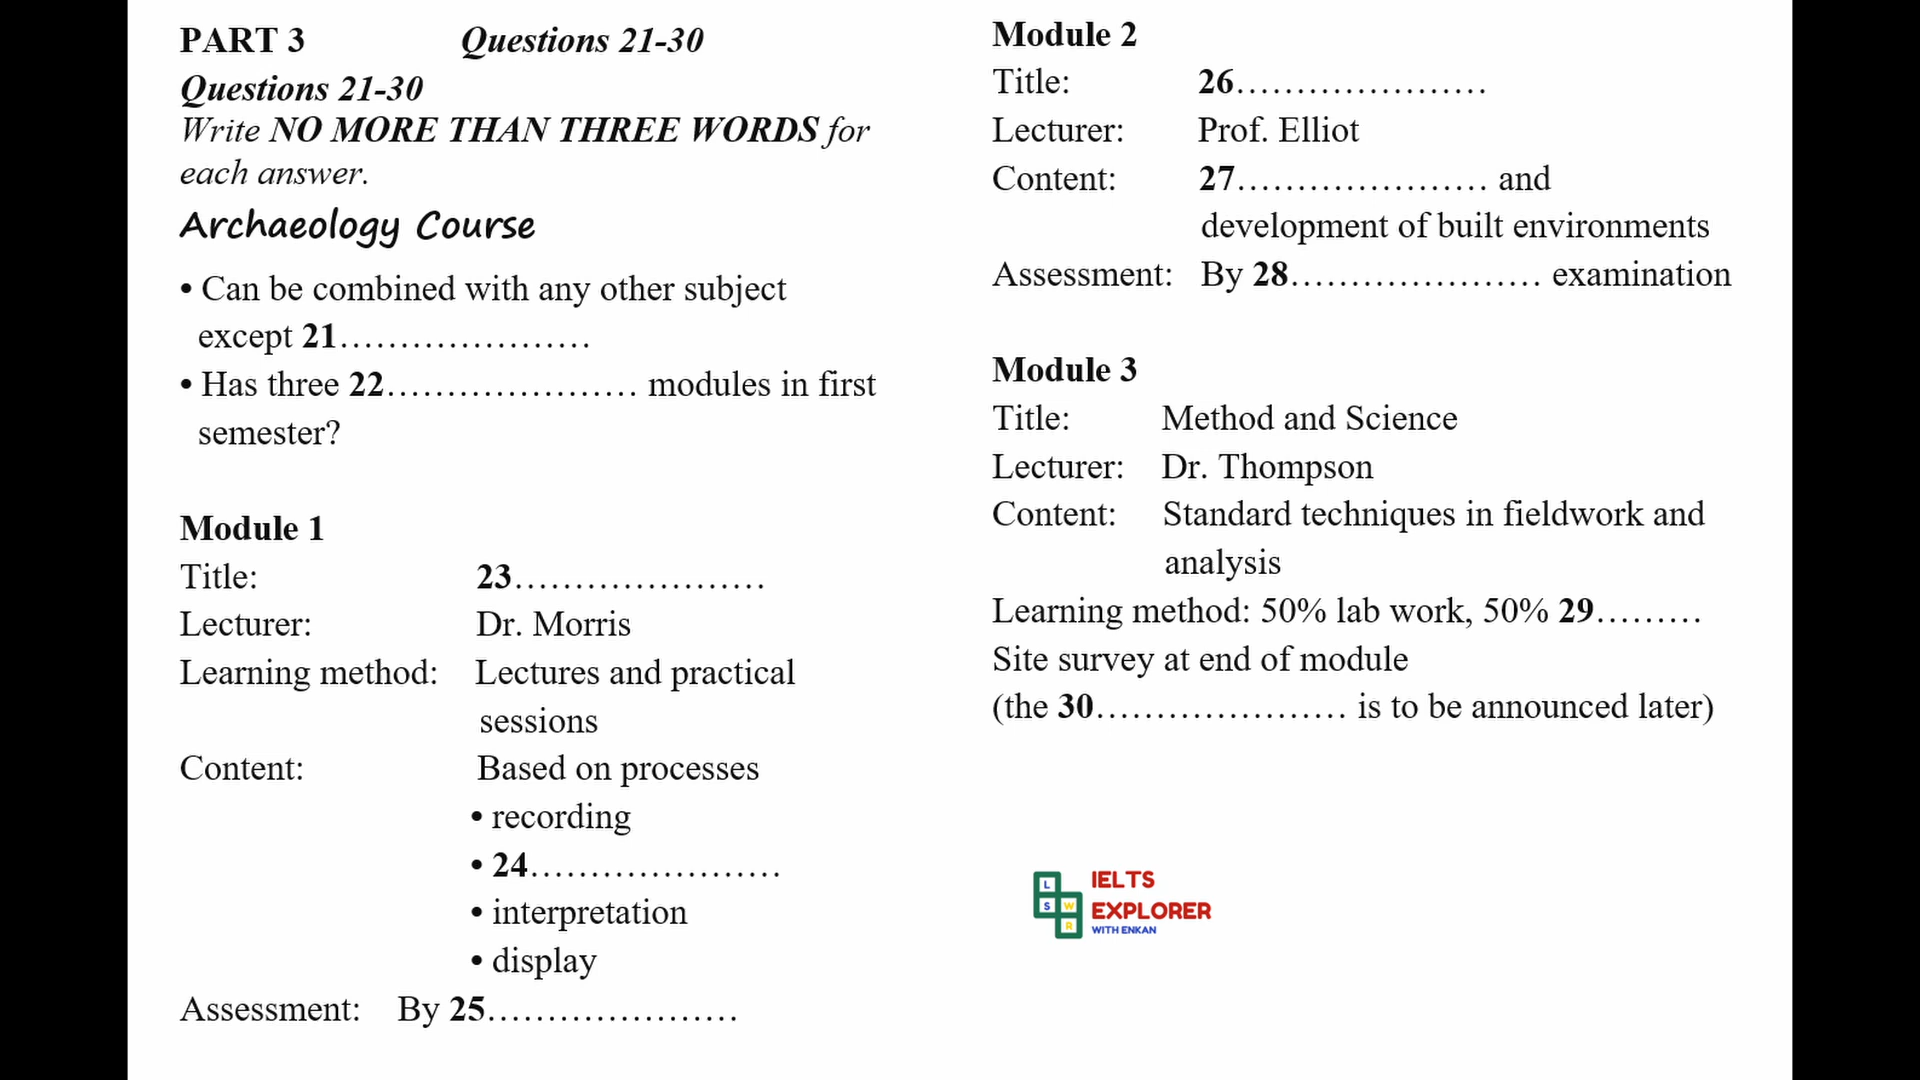 PART 3 Questions 21-30
Questions 21-30
Write NO MORE THAN THREE WORDS for
each answer.
Archaeology Course
• Can be combined with any other subject
except 21.....................
• Has three 22..................... modules in first
semester?
Module 1
Title: 23.....................
Lecturer: Dr. Morris
Learning method: Lectures and practical
sessions
Content: Based on processes
• recording
• 24.....................
• interpretation
• display
Assessment: By 25.....................
Module 2
Title: 26.....................
Lecturer: Prof. Elliot
Content: 27..................... and
development of built environments
Assessment: By 28..................... examination
Module 3
Title: Method and Science
Lecturer: Dr. Thompson
Content: Standard techniques in fieldwork and
analysis
Learning method: 50% lab work, 50% 29.........
Site survey at end of module
(the 30..................... is to be announced later)
L
S W
R
IELTS
EXPLORER
WITH ENKAN